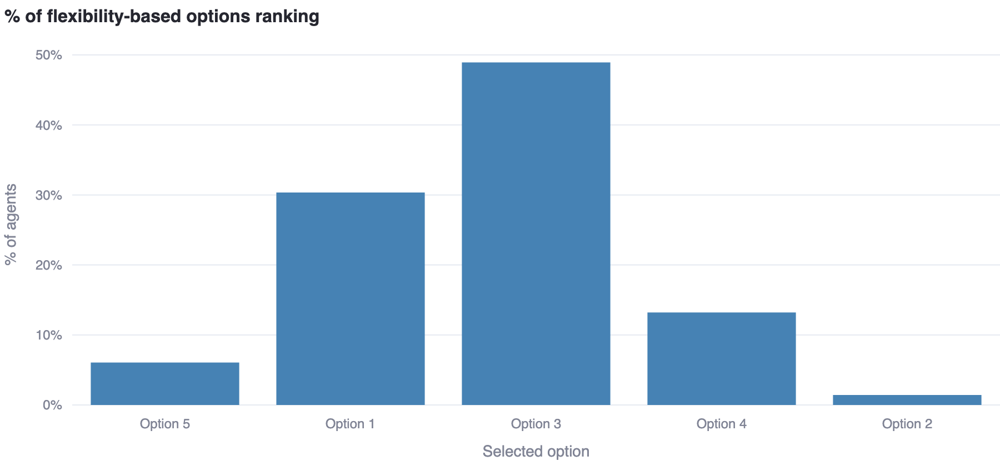 % of flexibility-based options ranking
50%
40%
30%
20%
10%
0%
% of agents
Option 5
Option 1
Option 3
Option 4
Option 2
Selected option